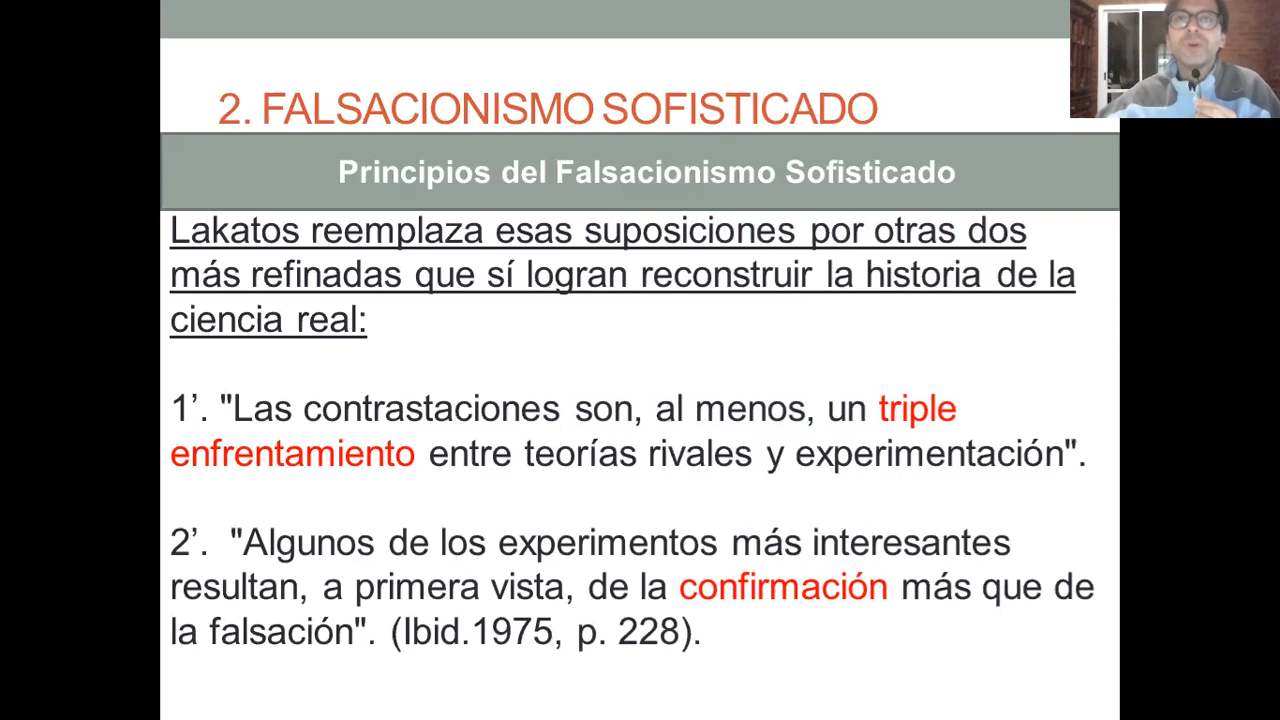 2. FALSACIONISMO SOFISTICADO
Principios del Falsacionismo Sofisticado
Lakatos reemplaza esas suposiciones por otras dos
más refinadas que sí logran reconstruir la historia de la
ciencia real:
1’. "Las contrastaciones son, al menos, un triple
enfrentamiento entre teorías rivales y experimentación".
2’. "Algunos de los experimentos más interesantes
resultan, a primera vista, de la confirmación más que de
la falsación". (Ibid.1975, p. 228).